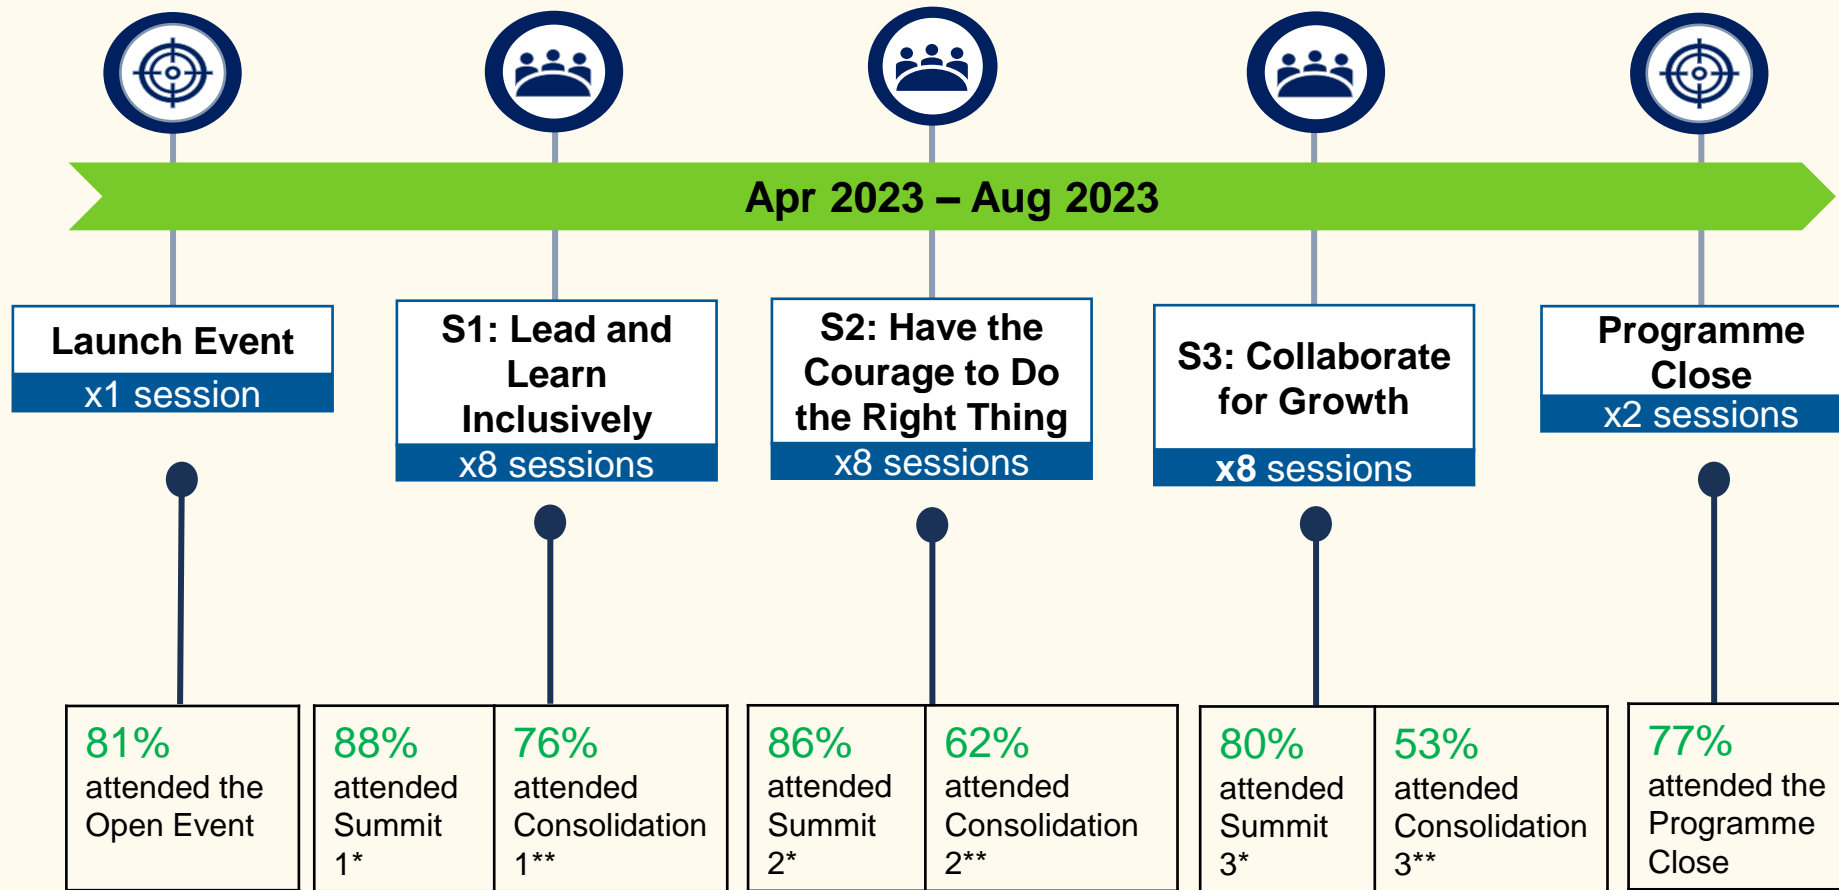 Apr 2023 – Aug 2023
Launch Event
x1 session
S1: Lead and
Learn
Inclusively
x8 sessions
S2: Have the
Courage to Do
the Right Thing
x8 sessions
S3: Collaborate
for Growth
x8 sessions
Programme
Close
x2 sessions
81%
attended the
Open Event
88%
attended
Summit
1*
76%
attended
Consolidation
1**
86%
attended
Summit
2*
62%
attended
Consolidation
2**
80%
attended
Summit
3*
53%
attended
Consolidation
3**
77%
attended the
Programme
Close